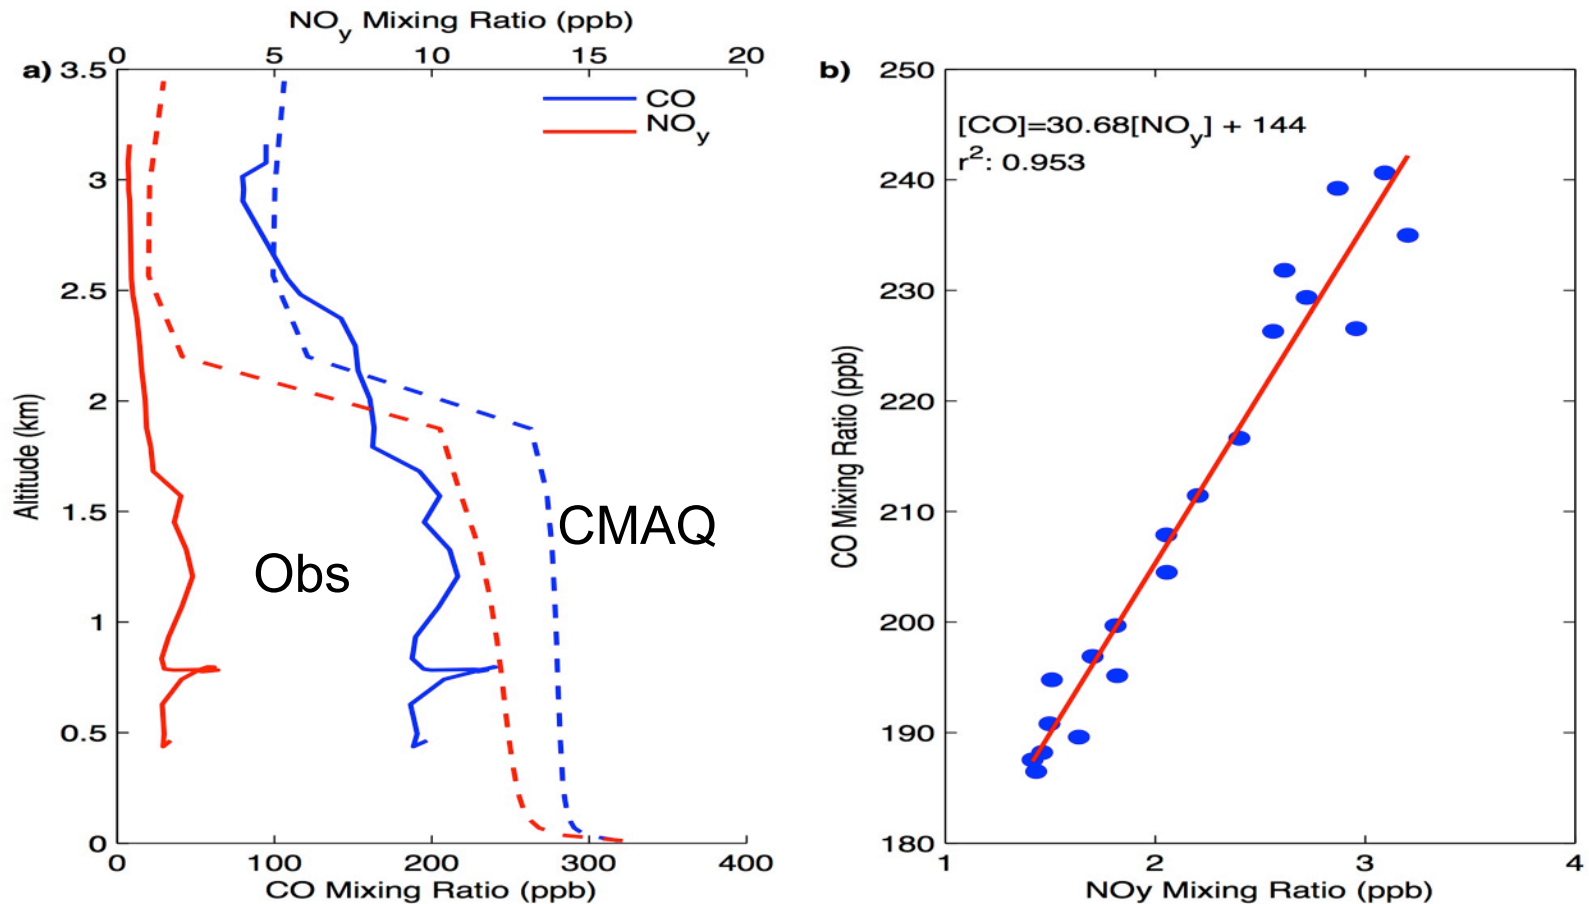 NOy Mixing Ratio (ppb)
0 5 10 15 20
a)
3.5
3
2.5
2
1.5
1
0.5
0
Altitude (km)
CO
NOy
CMAQ
Obs
0 100 200 300 400
CO Mixing Ratio (ppb)
b)
250
240
230
220
210
200
190
180
CO Mixing Ratio (ppb)
[CO]=30.68[NOy] + 144
r²: 0.953
1 2 3 4
NOy Mixing Ratio (ppb)